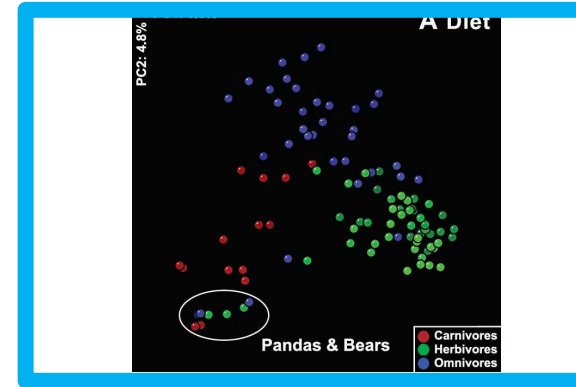 A Diet
PC2: 4.8%
Pandas & Bears
Carnivores
Herbivores
Omnivores